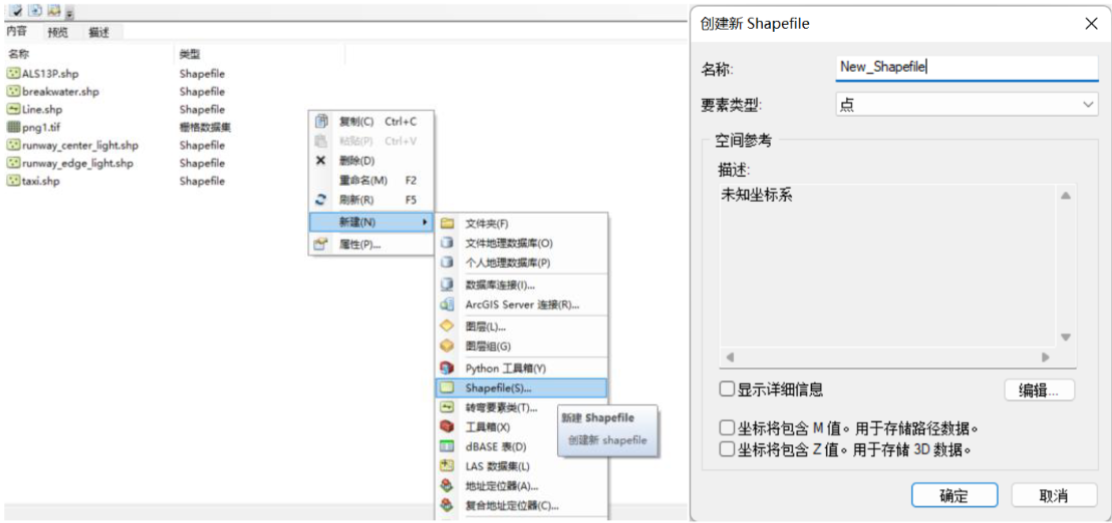 内容 预览 描述
名称 类型
ALS13P.shp Shapefile
breakwater.shp Shapefile
Line.shp Shapefile
png1.tif 栅格数据集
runway_center_light.shp Shapefile
runway_edge_light.shp Shapefile
taxi.shp Shapefile
复制(C) Ctrl+C
粘贴(P) Ctrl+V
删除(D)
重命名(M) F2
刷新(R) F5
新建(N)
属性(P)...
文件夹(F)
文件地理数据库(O)
个人地理数据库(P)
数据库连接(I)...
ArcGIS Server 连接(R)...
图层(L)...
图层组(G)
Python 工具箱(Y)
Shapefile(S)...
转弯要素类(T)...
工具箱(X)
dBASE 表(D)
LAS 数据集(L)
地址定位器(A)...
复合地址定位器(C)...
新建 Shapefile
创建新 shapefile
创建新 Shapefile
名称: New_Shapefile
要素类型: 点
空间参考
描述:
未知坐标系
显示详细信息 编辑...
坐标将包含 M 值。用于存储路径数据。
坐标将包含 Z 值。用于存储 3D 数据。
确定 取消